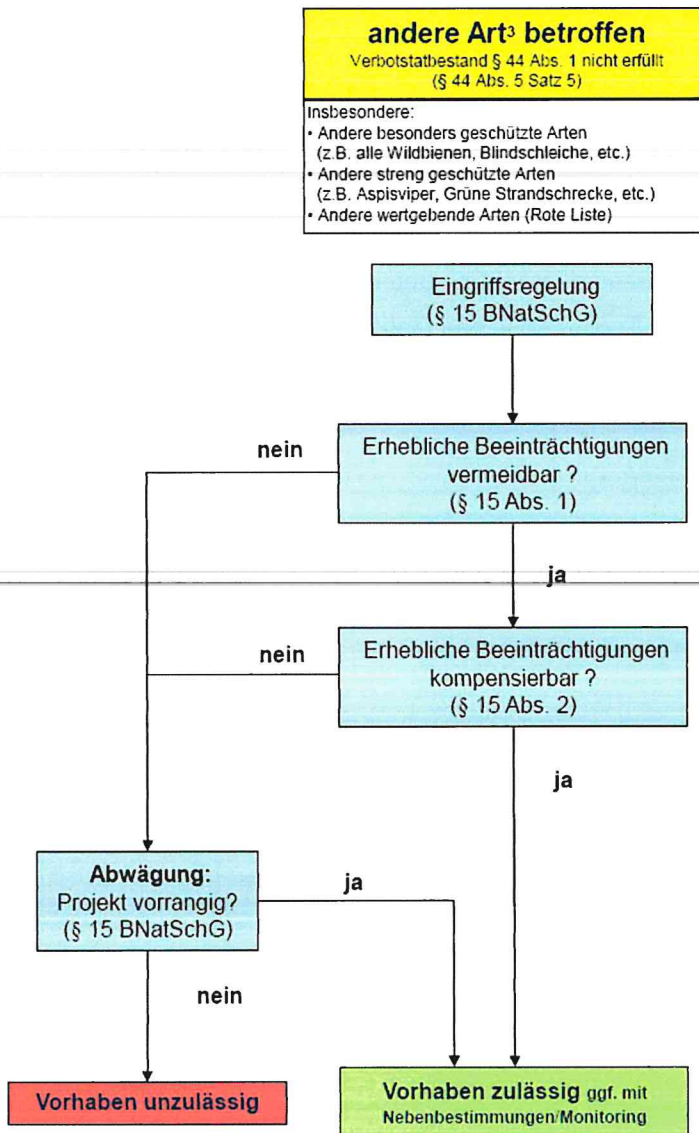 andere Art³ betroffen
Verbotstatbestand § 44 Abs. 1 nicht erfüllt
(§ 44 Abs. 5 Satz 5)
Insbesondere:
• Andere besonders geschützte Arten
(z.B. alle Wildbienen, Blindschleiche, etc.)
• Andere streng geschützte Arten
(z.B. Aspisviper, Grüne Strandschrecke, etc.)
• Andere wertgebende Arten (Rote Liste)
Eingriffsregelung
(§ 15 BNatSchG)
nein
Erhebliche Beeinträchtigungen
vermeidbar ?
(§ 15 Abs. 1)
ja
nein
Erhebliche Beeinträchtigungen
kompensierbar ?
(§ 15 Abs. 2)
ja
Abwägung:
Projekt vorrangig?
(§ 15 BNatSchG)
ja
nein
Vorhaben unzulässig
Vorhaben zulässig ggf. mit
Nebenbestimmungen/Monitoring